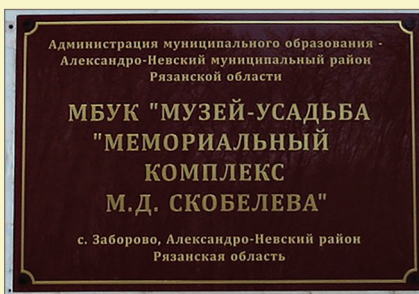 Администрация муниципального образования -
Александро-Невский муниципальный район
Рязанской области
МБУК "МУЗЕЙ-УСАДЬБА
"МЕМОРИАЛЬНЫЙ
КОМПЛЕКС
М.Д. СКОБЕЛЕВА"
с. Заборово, Александро-Невский район
Рязанская область